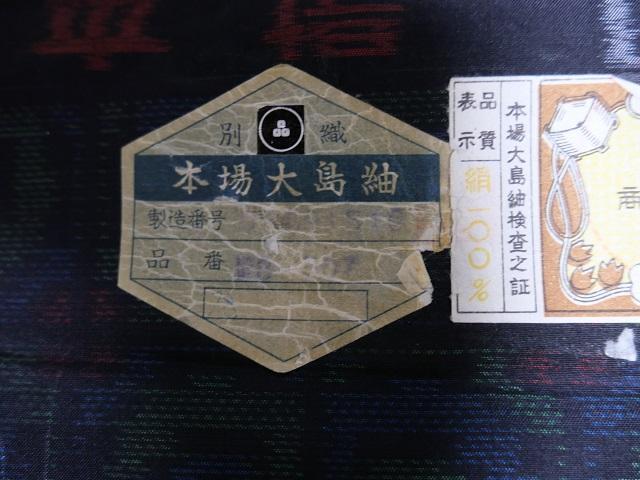 別 織
本場大島紬
製造番号
品番
品質
表示
絹一〇〇%
本場大島紬検査之証